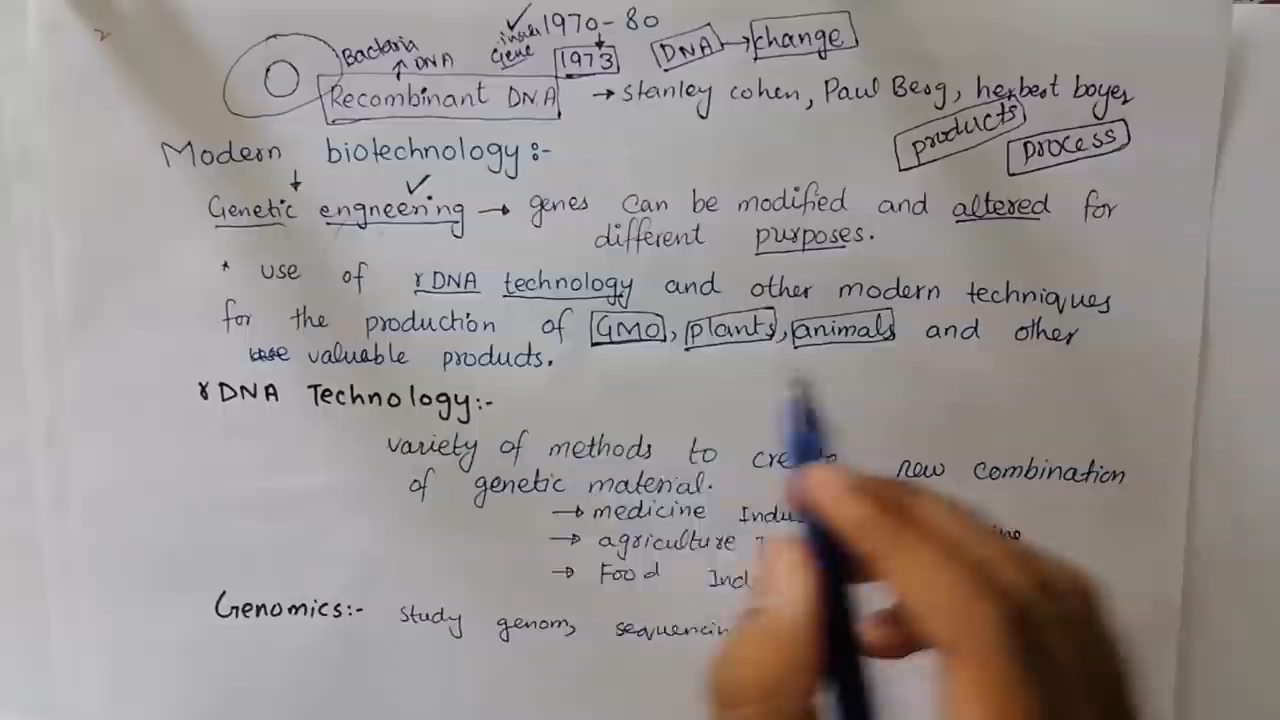 1970-80
Bacteria
DNA
Gene
1973
DNA → change
Recombinant DNA → Stanley cohen, Paul Berg, herbert boyer
products
process
Modern biotechnology :-
Genetic engneering → genes can be modified and altered for
different purposes.
* use of rDNA technology and other modern techniques
for the production of GMO, plants, animals and other
valuable products.
rDNA Technology:-
variety of methods to new combination
of genetic material.
→ medicine
→ agriculture
→ Food
Genomics:- study genom,